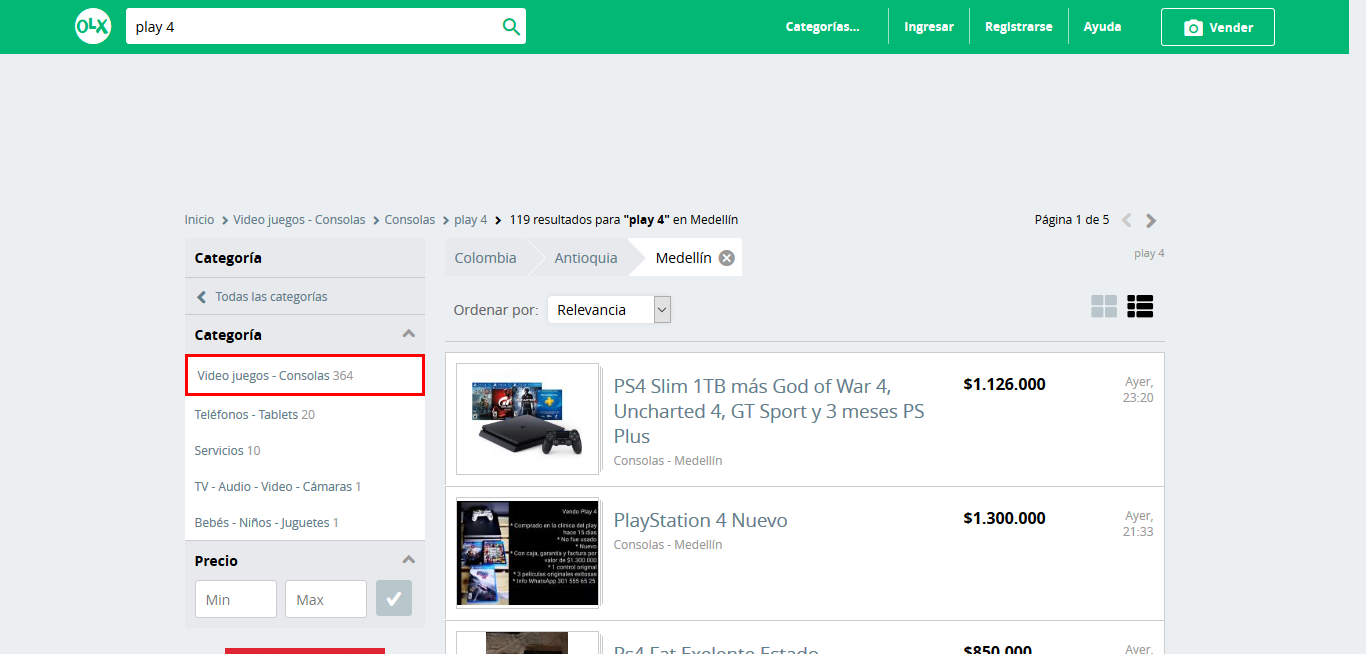 OLX
play 4
Categorías...
Ingresar
Registrarse
Ayuda
Vender
Inicio > Video juegos - Consolas > Consolas > play 4 > 119 resultados para "play 4" en Medellín
Página 1 de 5
Categoría
Todas las categorías
Categoría
Video juegos - Consolas 364
Teléfonos - Tablets 20
Servicios 10
TV - Audio - Video - Cámaras 1
Bebés - Niños - Juguetes 1
Precio
Min
Max
Colombia
Antioquia
Medellín
play 4
Ordenar por: Relevancia
PS4 Slim 1TB más God of War 4,
Uncharted 4, GT Sport y 3 meses PS
Plus
Consolas - Medellín
$1.126.000
Ayer,
23:20
Vendo Play 4
* Comprado en la clinica del play
hace 15 dias
* No fue usado
* Nuevo
* Con caja, garantia y factura por
valor de $1.300.000
* 1 control original
* 3 peliculas originales exitosas
* Info WhatsApp 301 555 65 25
PlayStation 4 Nuevo
Consolas - Medellín
$1.300.000
Ayer,
21:33
Ps4 Fat Exelente Estado
$850.000
Ayer,